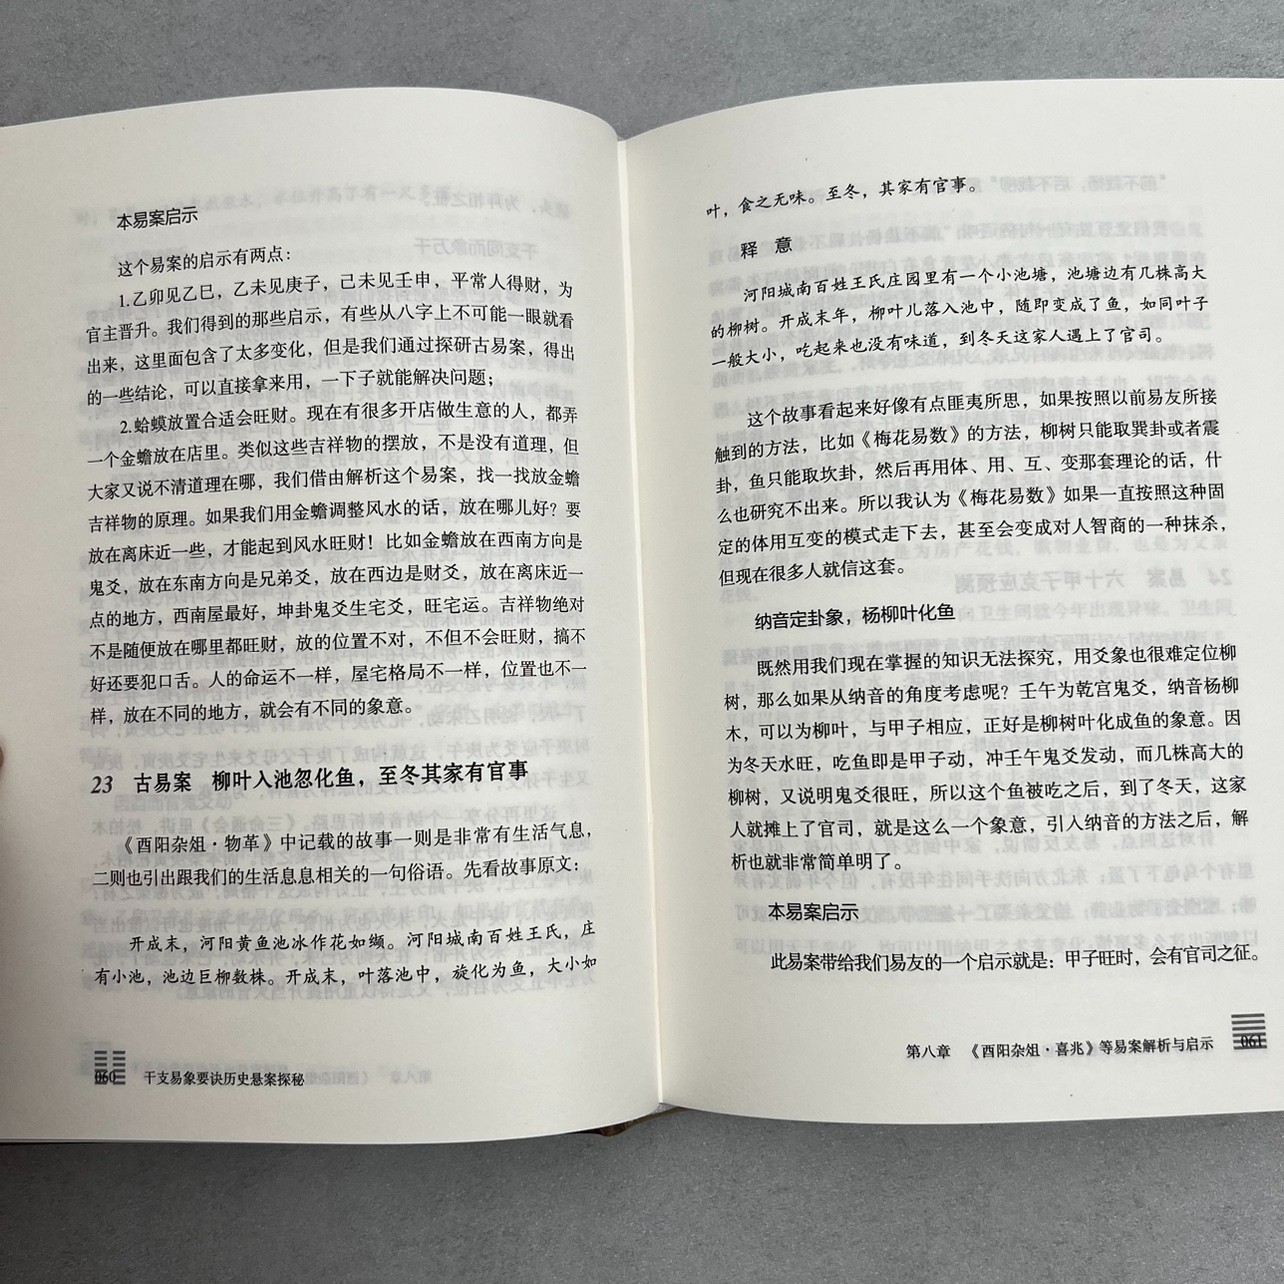 本易案启示
这个易案的启示有两点：
1.乙卯见乙巳，乙未见庚子，己未见壬申，平常人得财，为
官主晋升。我们得到的那些启示，有些从八字上不可能一眼就看
出来，这里面包含了太多变化，但是我们通过探研古易案，得出
的一些结论，可以直接拿来用，一下子就能解决问题；
2.蛤蟆放置合适会旺财。现在有很多开店做生意的人，都弄
一个金蟾放在店里。类似这些吉祥物的摆放，不是没有道理，但
大家又说不清道理在哪，我们借由解析这个易案，找一找放金蟾
吉祥物的原理。如果我们用金蟾调整风水的话，放在哪儿好？要
放在离床近一些，才能起到风水旺财！比如金蟾放在西南方向是
鬼爻，放在东南方向是兄弟爻，放在西边是财爻，放在离床近一
点的地方，西南屋最好，坤卦鬼爻生宅爻，旺宅运。吉祥物绝对
不是随便放在哪里都旺财，放的位置不对，不但不会旺财，搞不
好还要犯口舌。人的命运不一样，屋宅格局不一样，位置也不一
样，放在不同的地方，就会有不同的象意。
23 古易案 柳叶入池忽化鱼，至冬其家有官事
《酉阳杂俎·物革》中记载的故事一则是非常有生活气息，
二则也引出跟我们的生活息息相关的一句俗语。先看故事原文：
开成末，河阳黄鱼池冰作花如缬。河阳城南百姓王氏，庄
有小池，池边巨柳数株。开成末，叶落池中，旋化为鱼，大小如
060 干支易象要诀历史悬案探秘
叶，食之无味。至冬，其家有官事。
释 意
河阳城南百姓王氏庄园里有一个小池塘，池塘边有几株高大
的柳树。开成末年，柳叶儿落入池中，随即变成了鱼，如同叶子
一般大小，吃起来也没有味道，到冬天这家人遇上了官司。
这个故事看起来好像有点匪夷所思，如果按照以前易友所接
触到的方法，比如《梅花易数》的方法，柳树只能取巽卦或者震
卦，鱼只能取坎卦，然后再用体、用、互、变那套理论的话，什
么也研究不出来。所以我认为《梅花易数》如果一直按照这种固
定的体用互变的模式走下去，甚至会变成对人智商的一种抹杀，
但现在很多人就信这套。
纳音定卦象，杨柳叶化鱼
既然用我们现在掌握的知识无法探究，用爻象也很难定位柳
树，那么如果从纳音的角度考虑呢？壬午为乾宫鬼爻，纳音杨柳
木，可以为柳叶，与甲子相应，正好是柳树叶化成鱼的象意。因
为冬天水旺，吃鱼即是甲子动，冲壬午鬼爻发动，而几株高大的
柳树，又说明鬼爻很旺，所以这个鱼被吃之后，到了冬天，这家
人就摊上了官司，就是这么一个象意，引入纳音的方法之后，解
析也就非常简单明了。
本易案启示
此易案带给我们易友的一个启示就是：甲子旺时，会有官司之征。
第八章 《酉阳杂俎·喜兆》等易案解析与启示 061